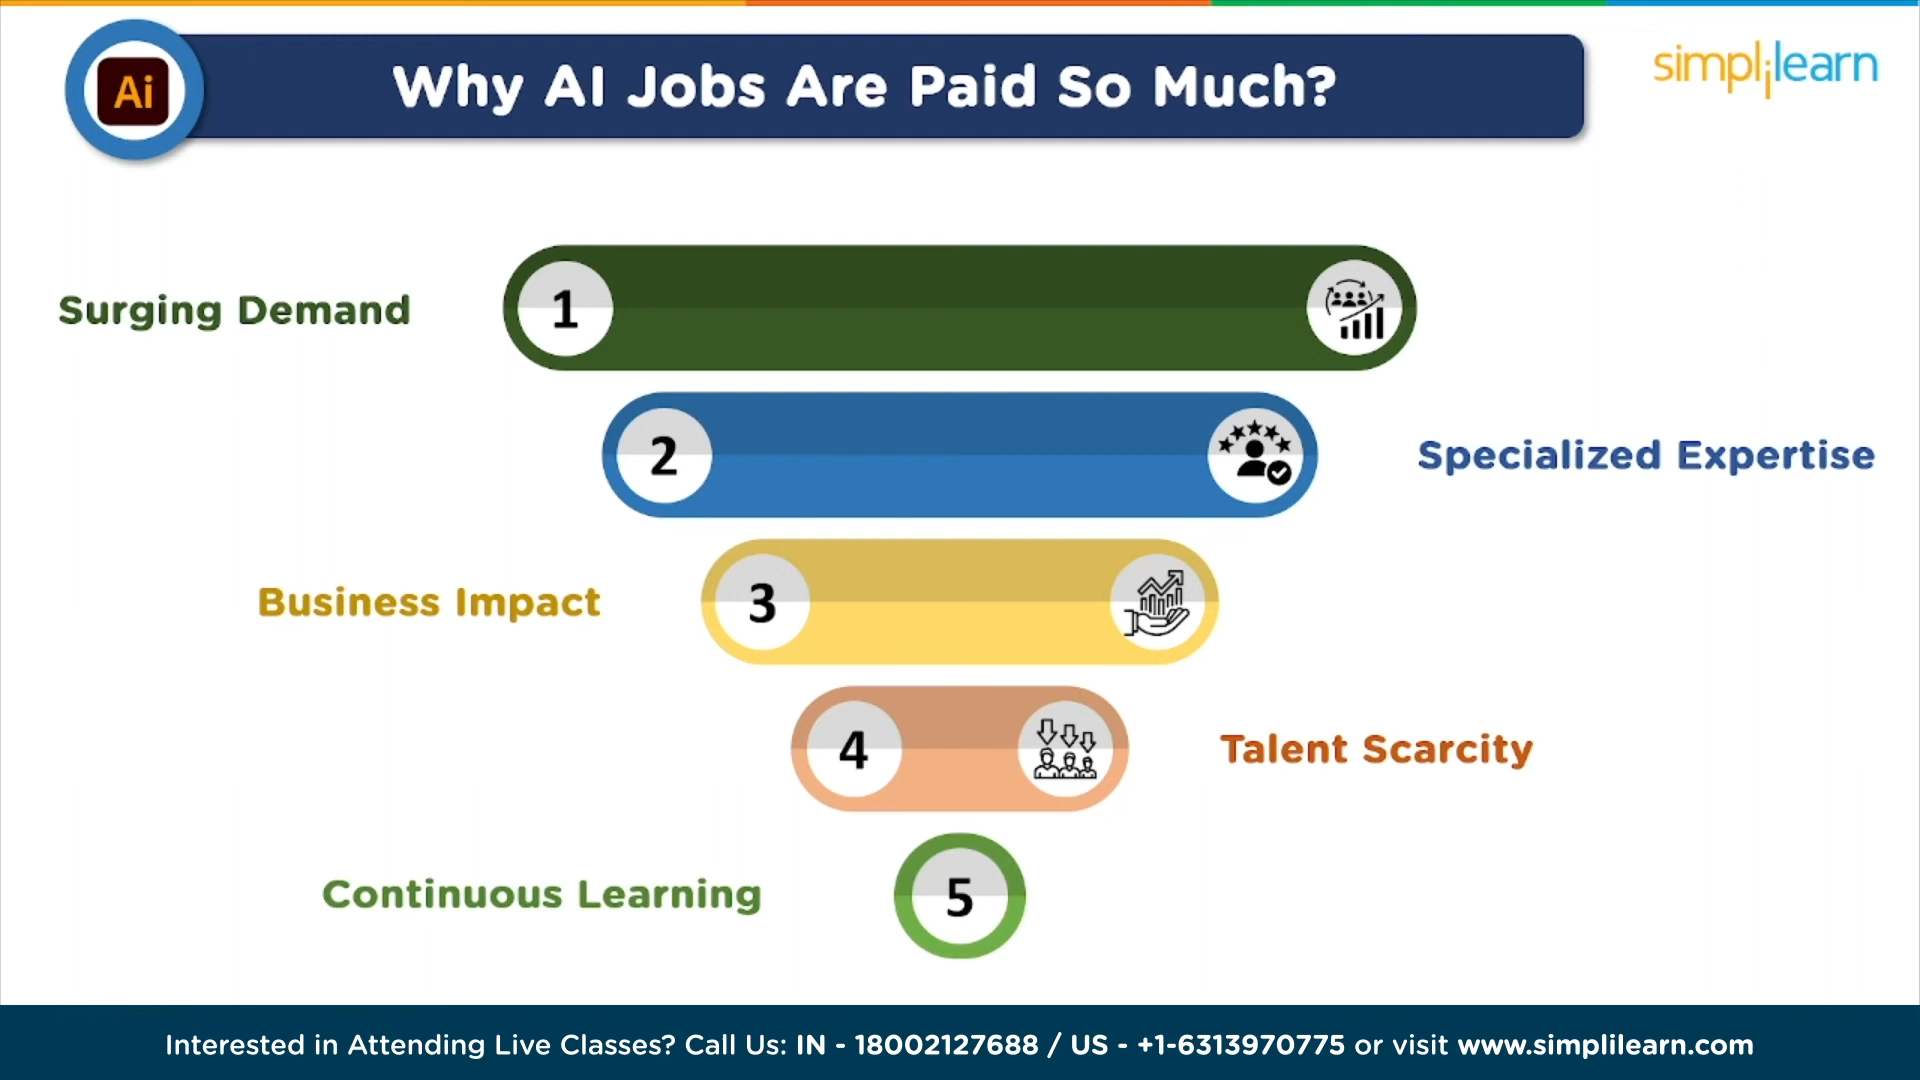 Ai
Why AI Jobs Are Paid So Much?
simplilearn
Surging Demand
1
2
Specialized Expertise
Business Impact
3
4
Talent Scarcity
Continuous Learning
5
Interested in Attending Live Classes? Call Us: IN - 18002127688 / US - +1-6313970775 or visit www.simplilearn.com